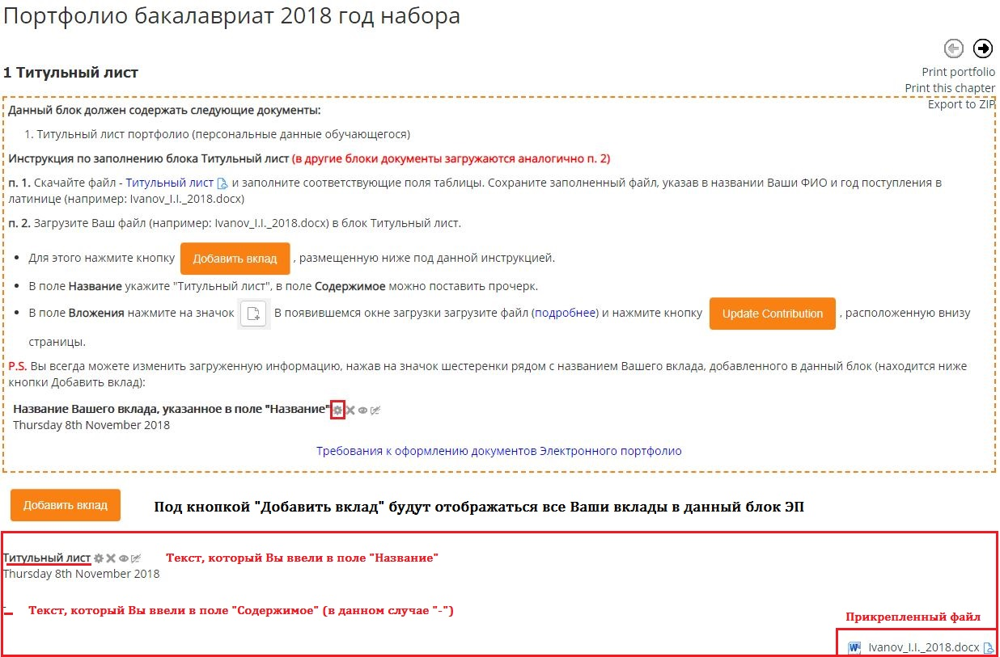 Портфолио бакалавриат 2018 год набора
1 Титульный лист
Print portfolio
Print this chapter
Export to ZIP
Данный блок должен содержать следующие документы:
1. Титульный лист портфолио (персональные данные обучающегося)
Инструкция по заполнению блока Титульный лист (в другие блоки документы загружаются аналогично п. 2)
п. 1. Скачайте файл - Титульный лист и заполните соответствующие поля таблицы. Сохраните заполненный файл, указав в названии Ваши ФИО и год поступления в
латинице (например: Ivanov_I.I._2018.docx)
п. 2. Загрузите Ваш файл (например: Ivanov_I.I._2018.docx) в блок Титульный лист.
• Для этого нажмите кнопку Добавить вклад , размещенную ниже под данной инструкцией.
• В поле Название укажите "Титульный лист", в поле Содержимое можно поставить прочерк.
• В поле Вложения нажмите на значок В появившемся окне загрузки загрузите файл (подробнее) и нажмите кнопку Update Contribution , расположенную внизу
страницы.
P.S. Вы всегда можете изменить загруженную информацию, нажав на значок шестеренки рядом с названием Вашего вклада, добавленного в данный блок (находится ниже
кнопки Добавить вклад):
Название Вашего вклада, указанное в поле "Название"
Thursday 8th November 2018
Требования к оформлению документов Электронного портфолио
Добавить вклад Под кнопкой "Добавить вклад" будут отображаться все Ваши вклады в данный блок ЭП
Титульный лист Текст, который Вы ввели в поле "Название"
Thursday 8th November 2018
- Текст, который Вы ввели в поле "Содержимое" (в данном случае "-")
Прикрепленный файл
Ivanov_I.I._2018.docx